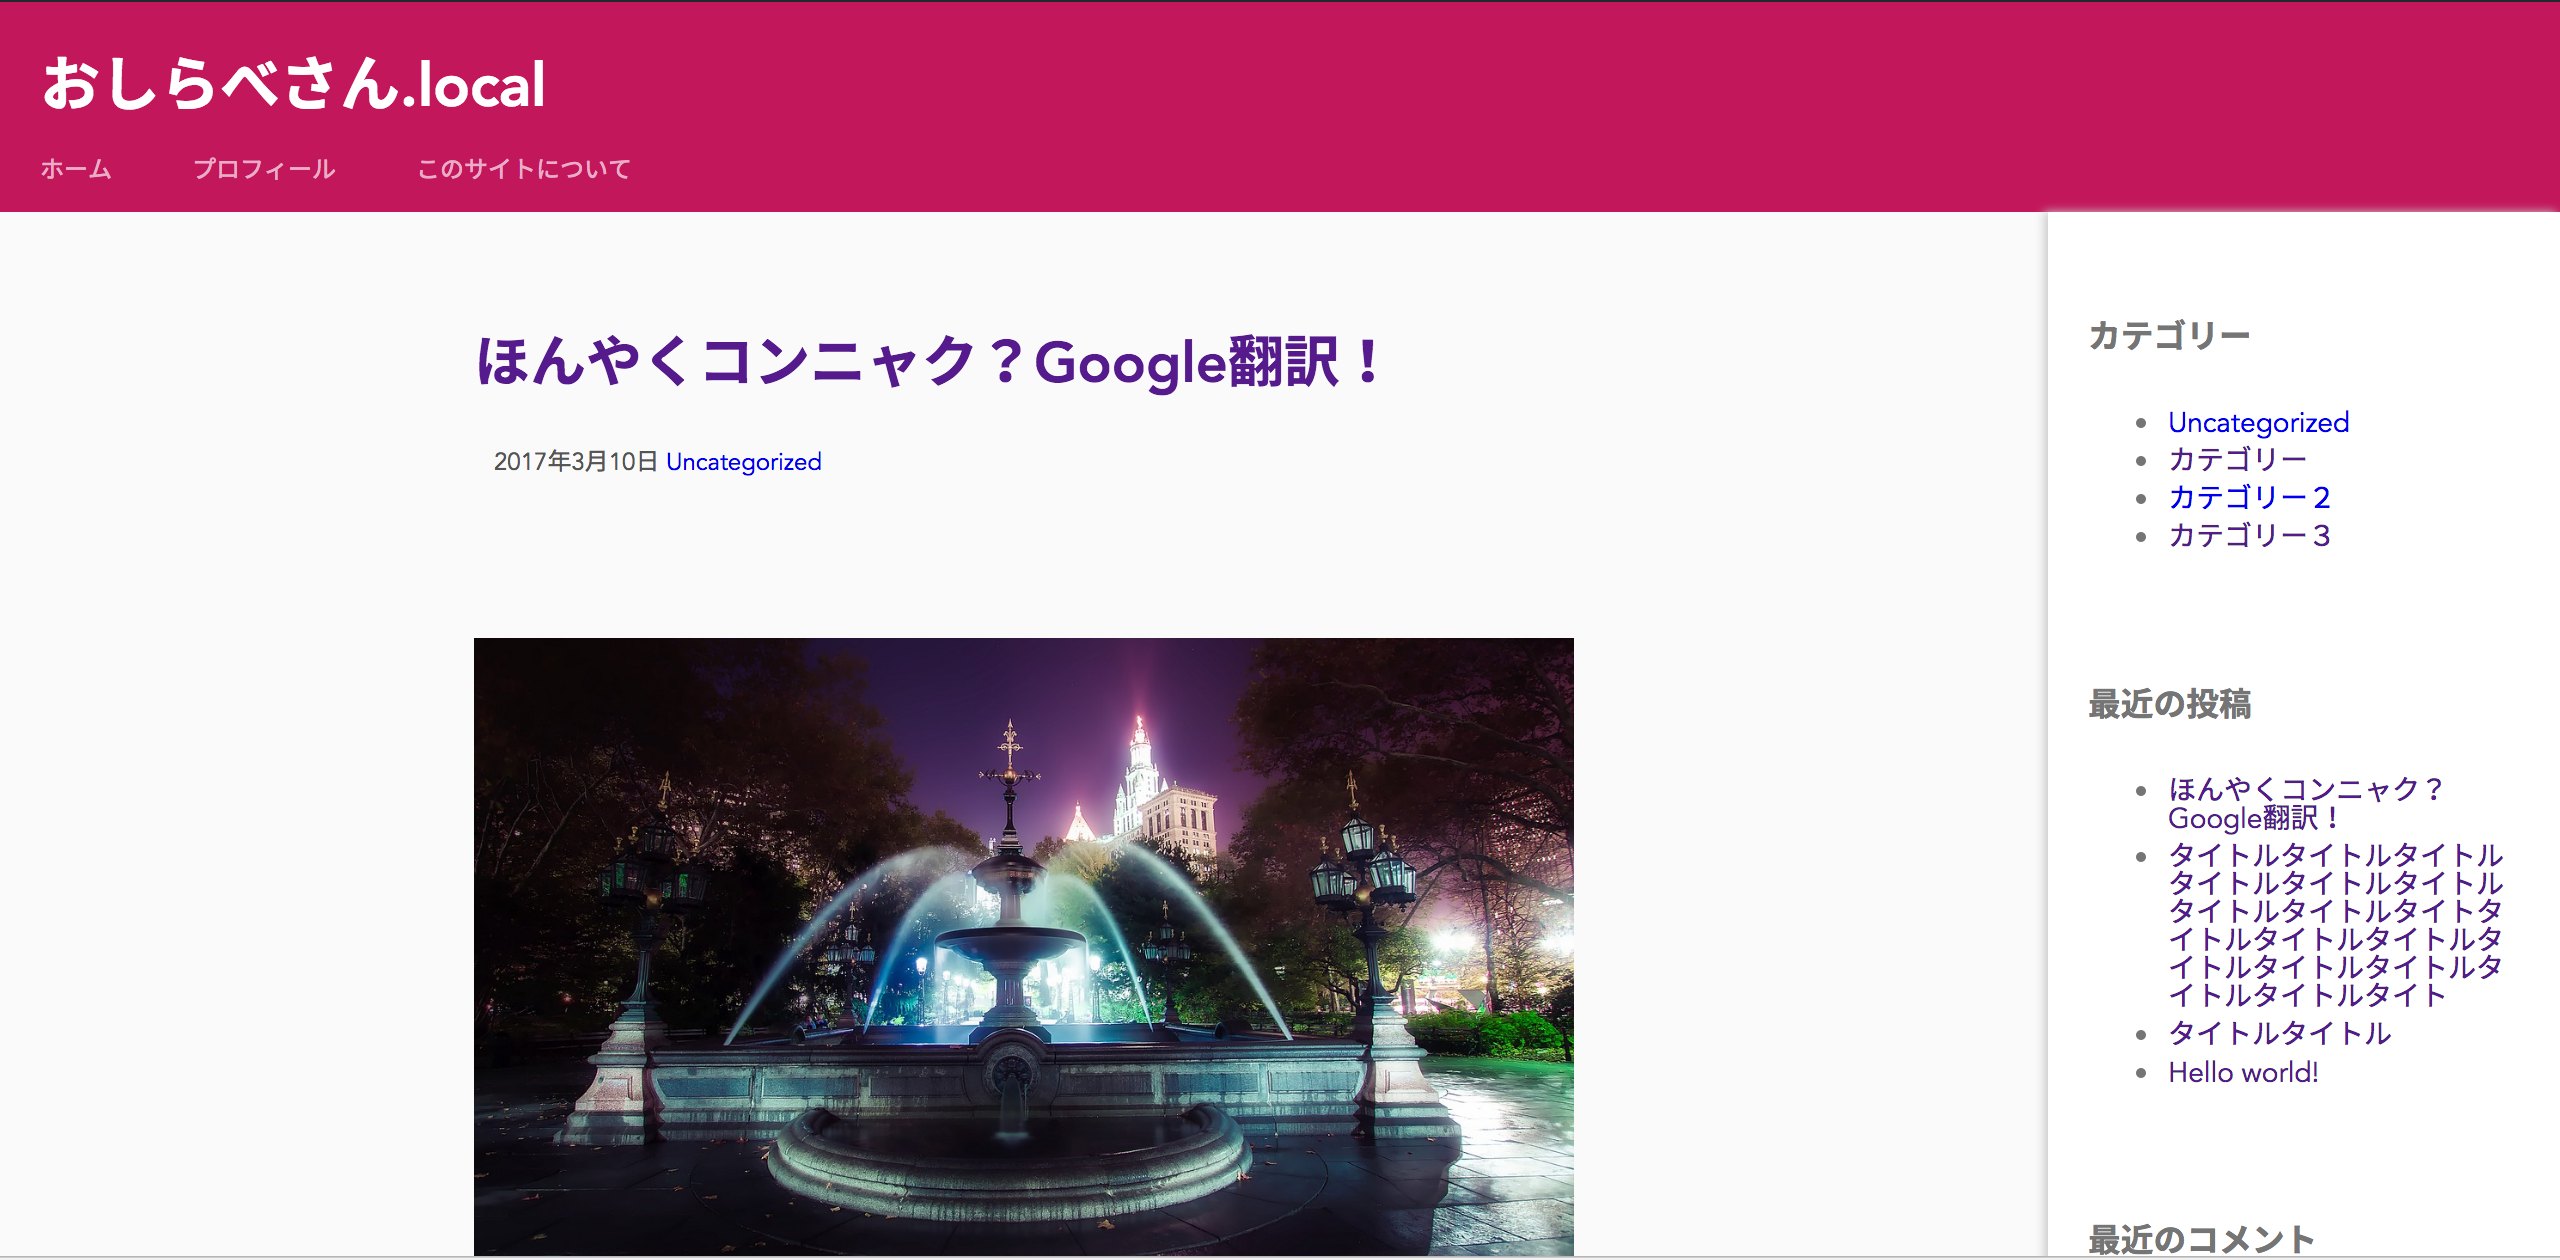 おしらべさん.local
ホーム プロフィール このサイトについて
ほんやくコンニャク？Google翻訳！
2017年3月10日 Uncategorized
カテゴリー
Uncategorized
カテゴリー
カテゴリー２
カテゴリー３
最近の投稿
ほんやくコンニャク？
Google翻訳！
タイトルタイトルタイトル
タイトルタイトルタイトル
タイトルタイトルタイトタ
イトルタイトルタイトルタ
イトルタイトルタイトルタ
イトルタイトルタイト
タイトルタイトル
Hello world!
最近のコメント